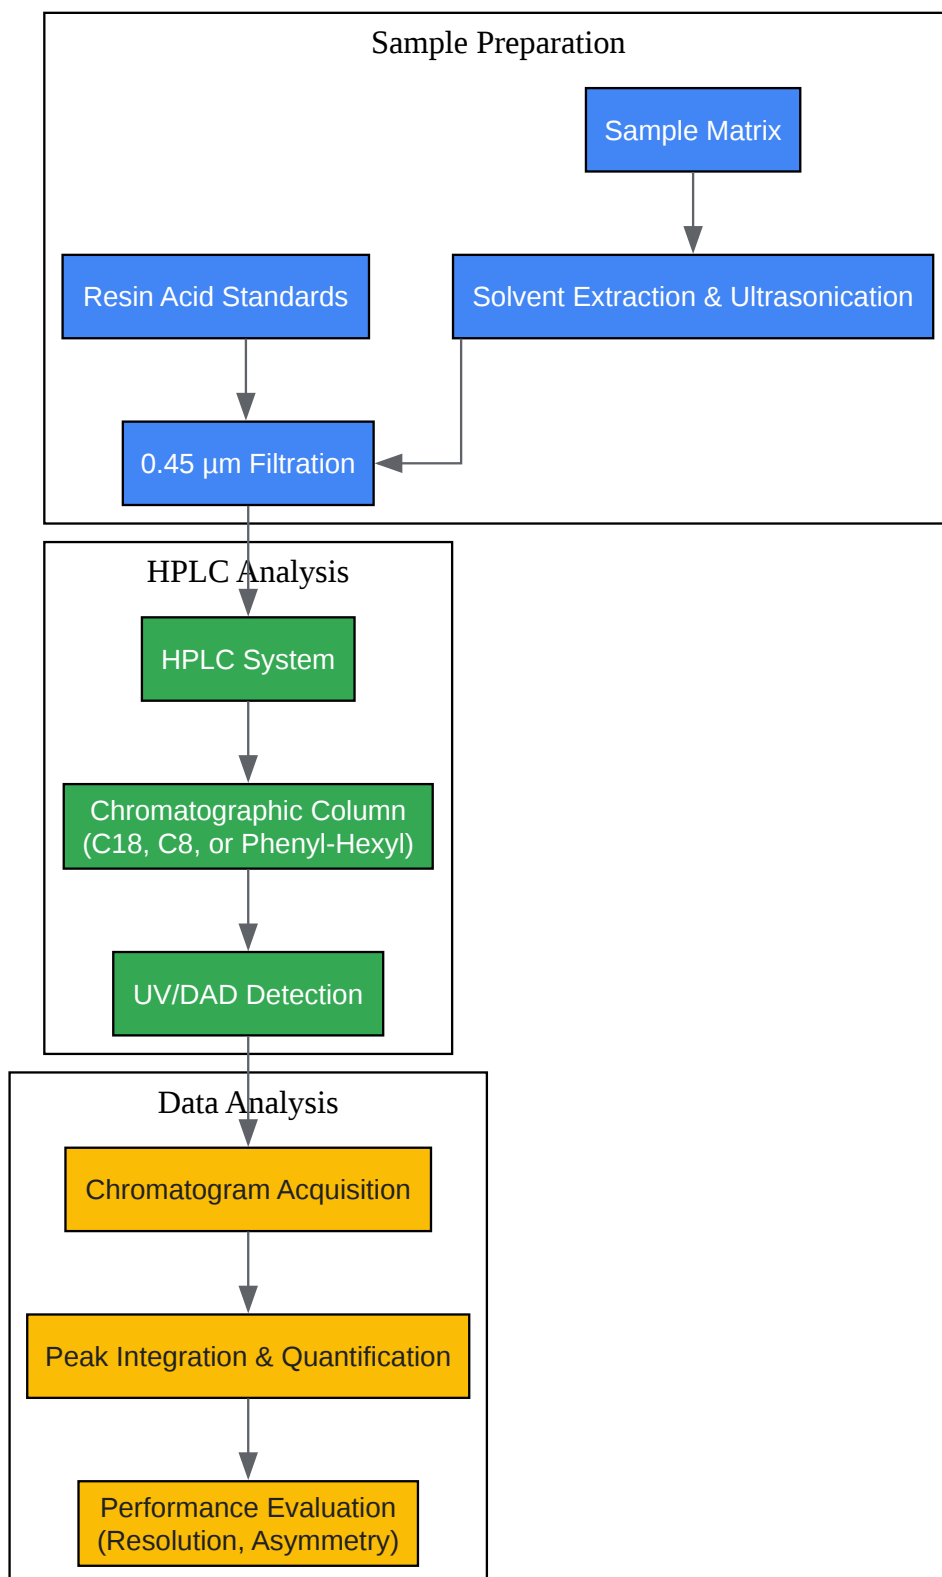 Sample Preparation
Sample Matrix
Resin Acid Standards
Solvent Extraction & Ultrasonication
0.45 µm Filtration
HPLC Analysis
HPLC System
Chromatographic Column
(C18, C8, or Phenyl-Hexyl)
UV/DAD Detection
Data Analysis
Chromatogram Acquisition
Peak Integration & Quantification
Performance Evaluation
(Resolution, Asymmetry)